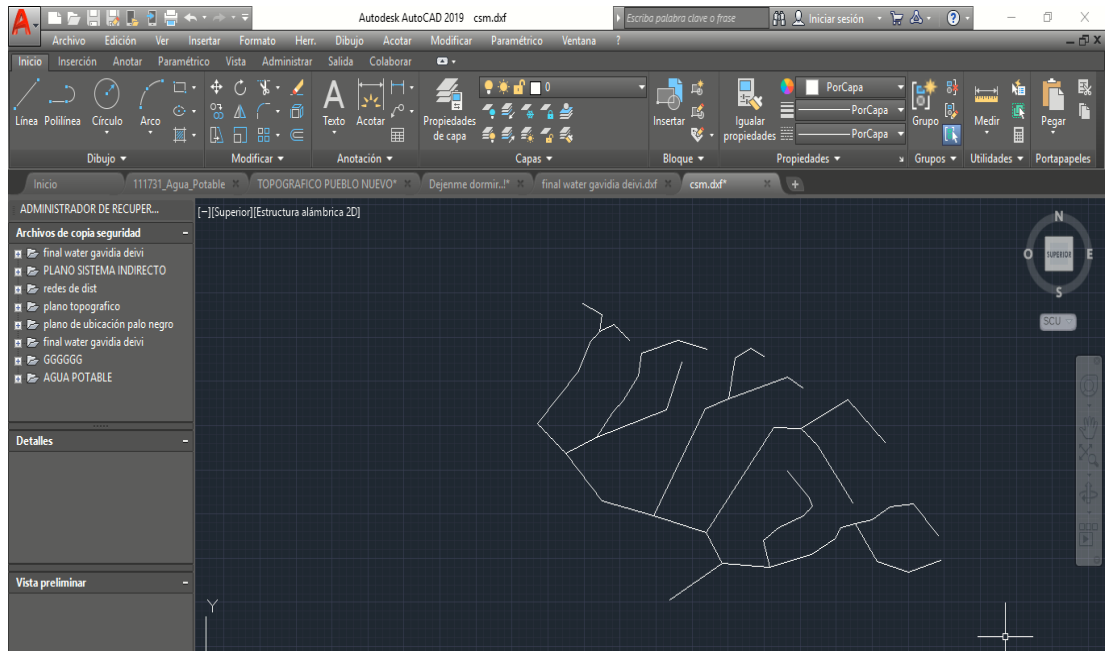 Autodesk AutoCAD 2019 csm.dxf
Escriba palabra clave o frase
Iniciar sesión
Archivo Edición Ver Insertar Formato Herr. Dibujo Acotar Modificar Paramétrico Ventana ?
Inicio Inserción Anotar Paramétrico Vista Administrar Salida Colaborar
Línea Polilínea Círculo Arco
Texto Acotar
Propiedades de capa
0
Insertar
Igualar propiedades
PorCapa
PorCapa
PorCapa
Grupo
Medir
Pegar
Dibujo Modificar Anotación Capas Bloque Propiedades Grupos Utilidades Portapapeles
Inicio 111731_Agua_Potable TOPOGRAFICO PUEBLO NUEVO* Dejenme dormir..!* final water gavidia deivi.dxf csm.dxf*
ADMINISTRADOR DE RECUPER...
[−][Superior][Estructura alámbrica 2D]
Archivos de copia seguridad
final water gavidia deivi
PLANO SISTEMA INDIRECTO
redes de dist
plano topografico
plano de ubicación palo negro
final water gavidia deivi
GGGGGG
AGUA POTABLE
Detalles
Vista preliminar
N
O SUPERIOR E
S
SCU
Y